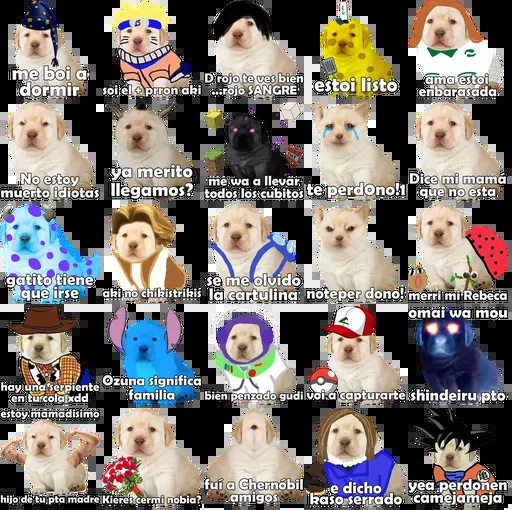 me boi a
dormir
soi el + prron aki
D rojo te ves bien
...rojo SANGRE
estoi listo
ama estoi
enbarasada
No estoy
muerto idiotas
ya merito
llegamos?
me wa a llevar
todos los cubitos
te perdOno!1
Dice mi mamá
que no esta
gatito tiene
que irse
aki no chikistrikis
se me olvido
la cartulina
noteper dono!
merri mi Rebeca
hay una serpiente
en tu cola xdd
Ozuna significa
familia
bien penzado gudi
voi a capturarte
omai wa mou
shindeiru pto
estoy mamadisimo
hijo de tu pta madre
Kieres cermi nobia?
fui a Chernóbil
amigos
e dicho
kaso serrado
yea perdonen
camejameja